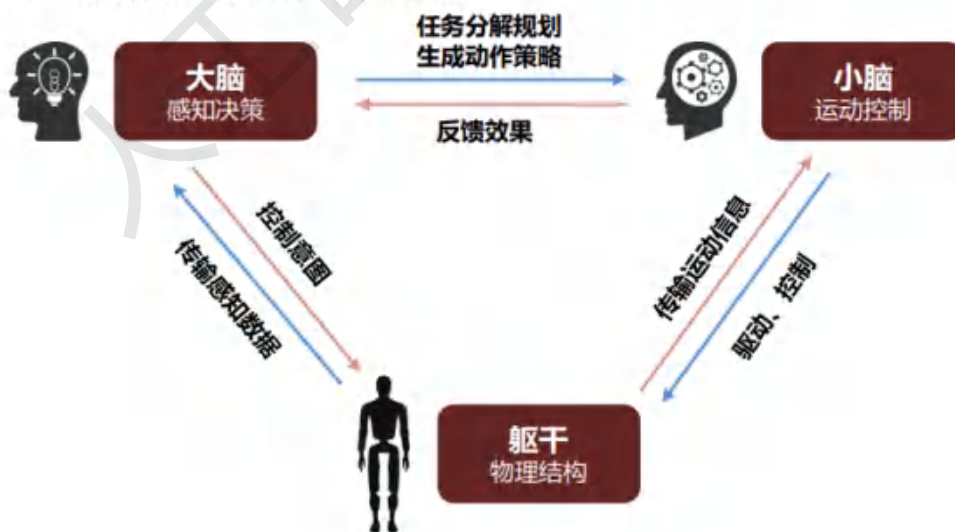 任务分解规划
生成动作策略
大脑
感知决策
小脑
运动控制
反馈效果
控制意图
传输感知数据
传输运动信息
驱动、控制
躯干
物理结构